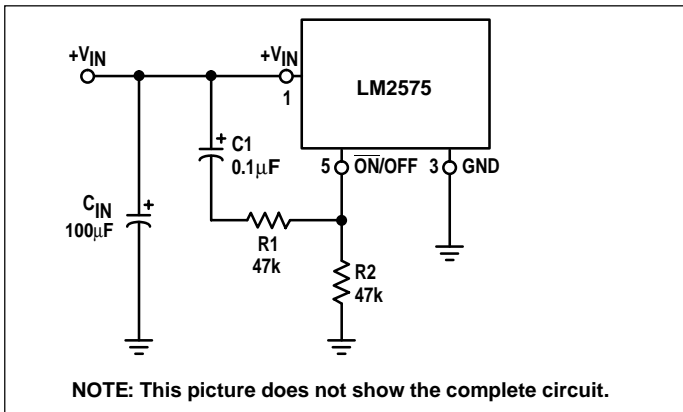 +VIN
+VIN
1
LM2575
C1
0.1µF
5 ON/OFF 3 GND
CIN
100µF
R1
47k
R2
47k
NOTE: This picture does not show the complete circuit.